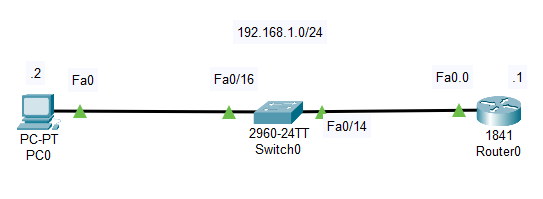 192.168.1.0/24
.2
Fa0
Fa0/16
Fa0.0
.1
Fa0/14
PC-PT
PC0
2960-24TT
Switch0
1841
Router0